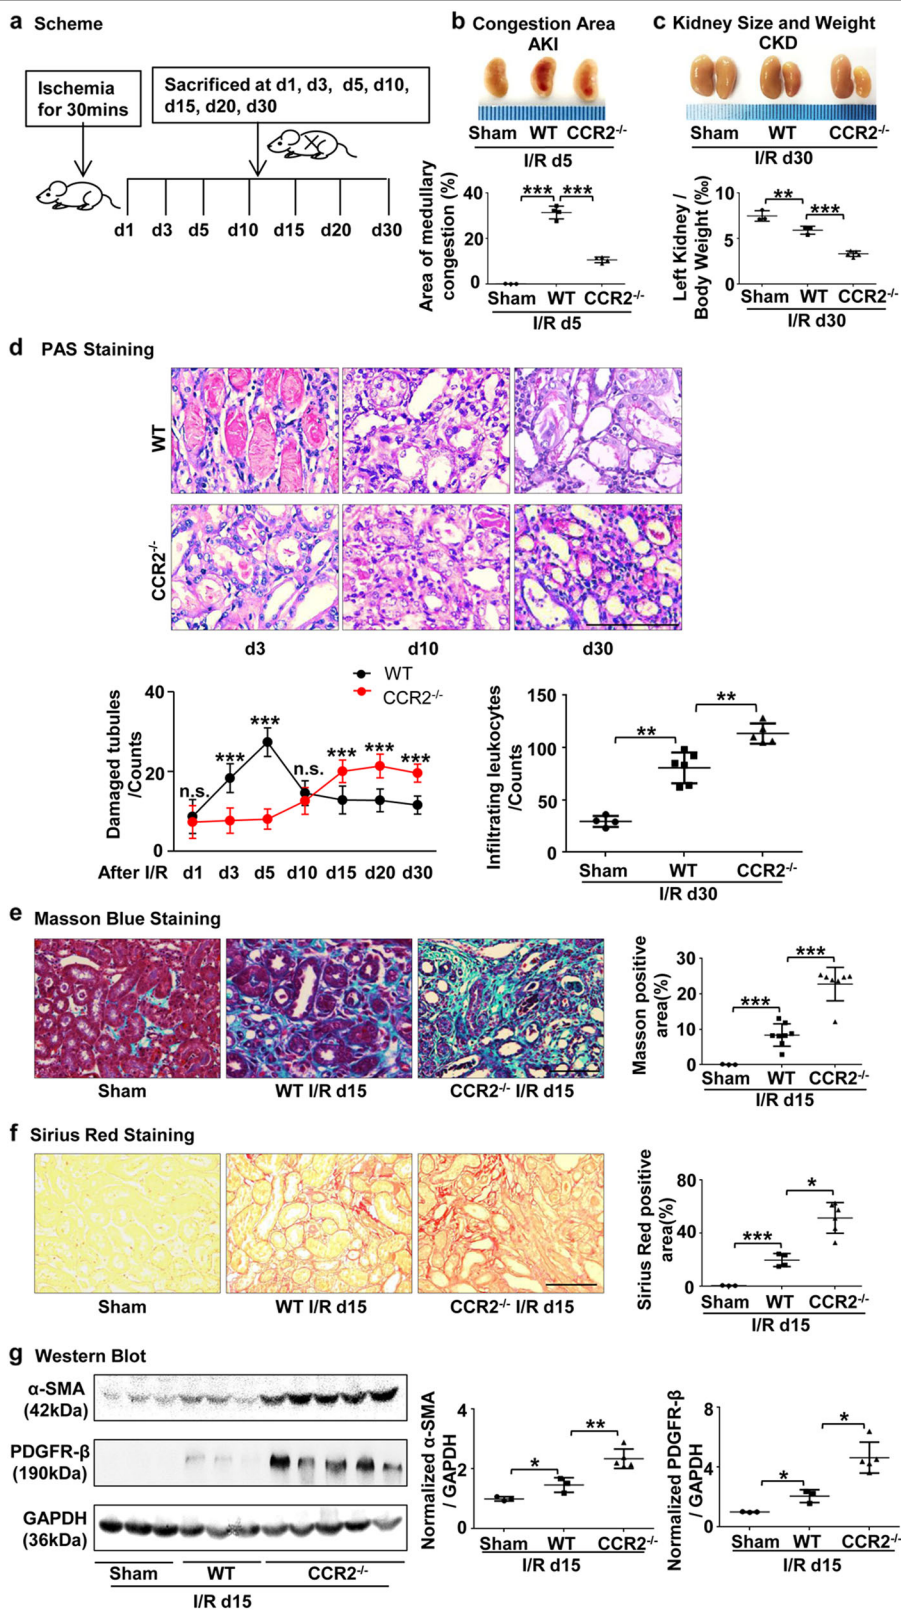 a Scheme
Ischemia
for 30mins
Sacrificed at d1, d3, d5, d10,
d15, d20, d30
d1 d3 d5 d10 d15 d20 d30
b Congestion Area
AKI
Sham WT CCR2-/-
I/R d5
Area of medullary
congestion (%)
40
20
0
*** ***
Sham WT CCR2-/-
I/R d5
c Kidney Size and Weight
CKD
Sham WT CCR2-/-
I/R d30
Left Kidney /
Body Weight (‰)
10
5
0
** ***
Sham WT CCR2-/-
I/R d30
d PAS Staining
WT
CCR2-/-
d3 d10 d30
WT
CCR2-/-
Damaged tubules
/Counts
40
20
0
n.s. *** *** n.s. *** *** ***
After I/R d1 d3 d5 d10 d15 d20 d30
Infiltrating leukocytes
/Counts
150
100
50
0
** **
Sham WT CCR2-/-
I/R d30
e Masson Blue Staining
Sham WT I/R d15 CCR2-/- I/R d15
Masson positive
area(%)
30
20
10
0
*** ***
Sham WT CCR2-/-
I/R d15
f Sirius Red Staining
Sham WT I/R d15 CCR2-/- I/R d15
Sirius Red positive
area(%)
80
40
0
*** *
Sham WT CCR2-/-
I/R d15
g Western Blot
α-SMA
(42kDa)
PDGFR-β
(190kDa)
GAPDH
(36kDa)
Sham WT CCR2-/-
I/R d15
Normalized α-SMA
/ GAPDH
4
2
0
* **
Sham WT CCR2-/-
I/R d15
Normalized PDGFR-β
/ GAPDH
8
4
0
* *
Sham WT CCR2-/-
I/R d15